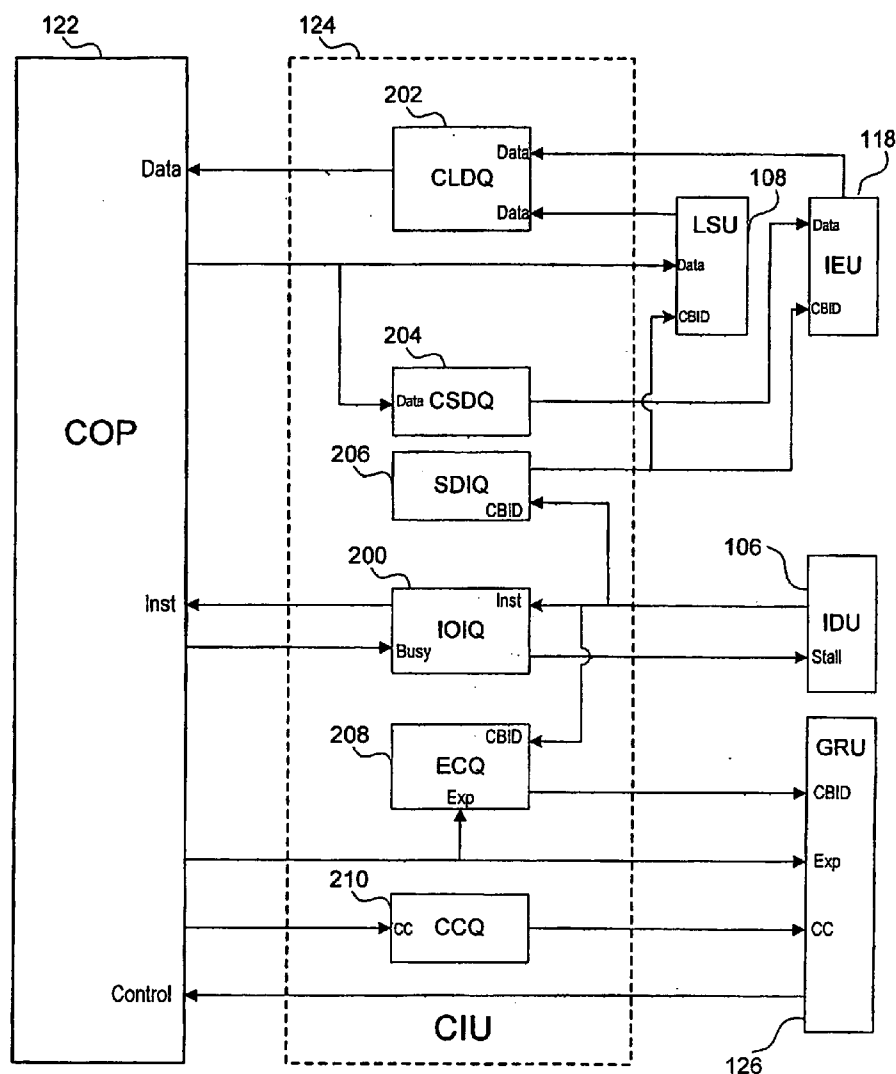 122
124
202
Data
CLDQ
Data
Data
118
108
LSU
Data
CBID
Data
IEU
CBID
204
Data
CSDQ
COP
206
SDIQ
CBID
200
106
Inst
Inst
IOIQ
Busy
IDU
Stall
208
CBID
ECQ
Exp
GRU
CBID
Exp
210
CC
CCQ
CC
Control
CIU
126